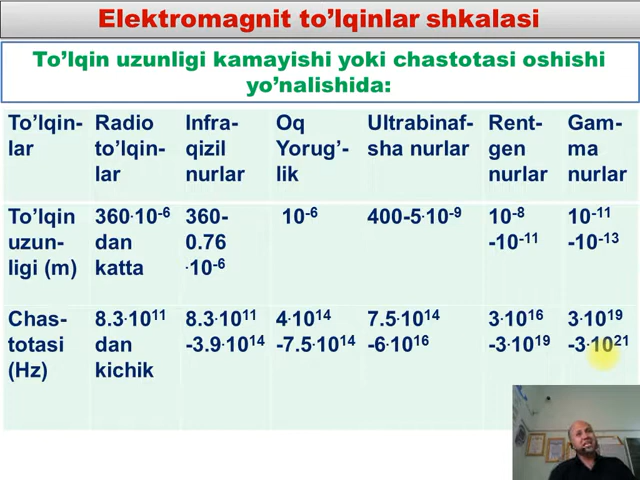 Elektromagnit to’lqinlar shkalasi
To’lqin uzunligi kamayishi yoki chastotasi oshishi
yo’nalishida:
To’lqin-
lar
Radio
to’lqin-
lar
Infra-
qizil
nurlar
Oq
Yorug’-
lik
Ultrabinaf-
sha nurlar
Rent-
gen
nurlar
Gam-
ma
nurlar
To’lqin
uzun-
ligi (m)
360·10⁻⁶
dan
katta
360-
0.76
·10⁻⁶
10⁻⁶
400-5·10⁻⁹
10⁻⁸
-10⁻¹¹
10⁻¹¹
-10⁻¹³
Chas-
totasi
(Hz)
8.3·10¹¹
dan
kichik
8.3·10¹¹
-3.9·10¹⁴
4·10¹⁴
-7.5·10¹⁴
7.5·10¹⁴
-6·10¹⁶
3·10¹⁶
-3·10¹⁹
3·10¹⁹
-3·10²¹